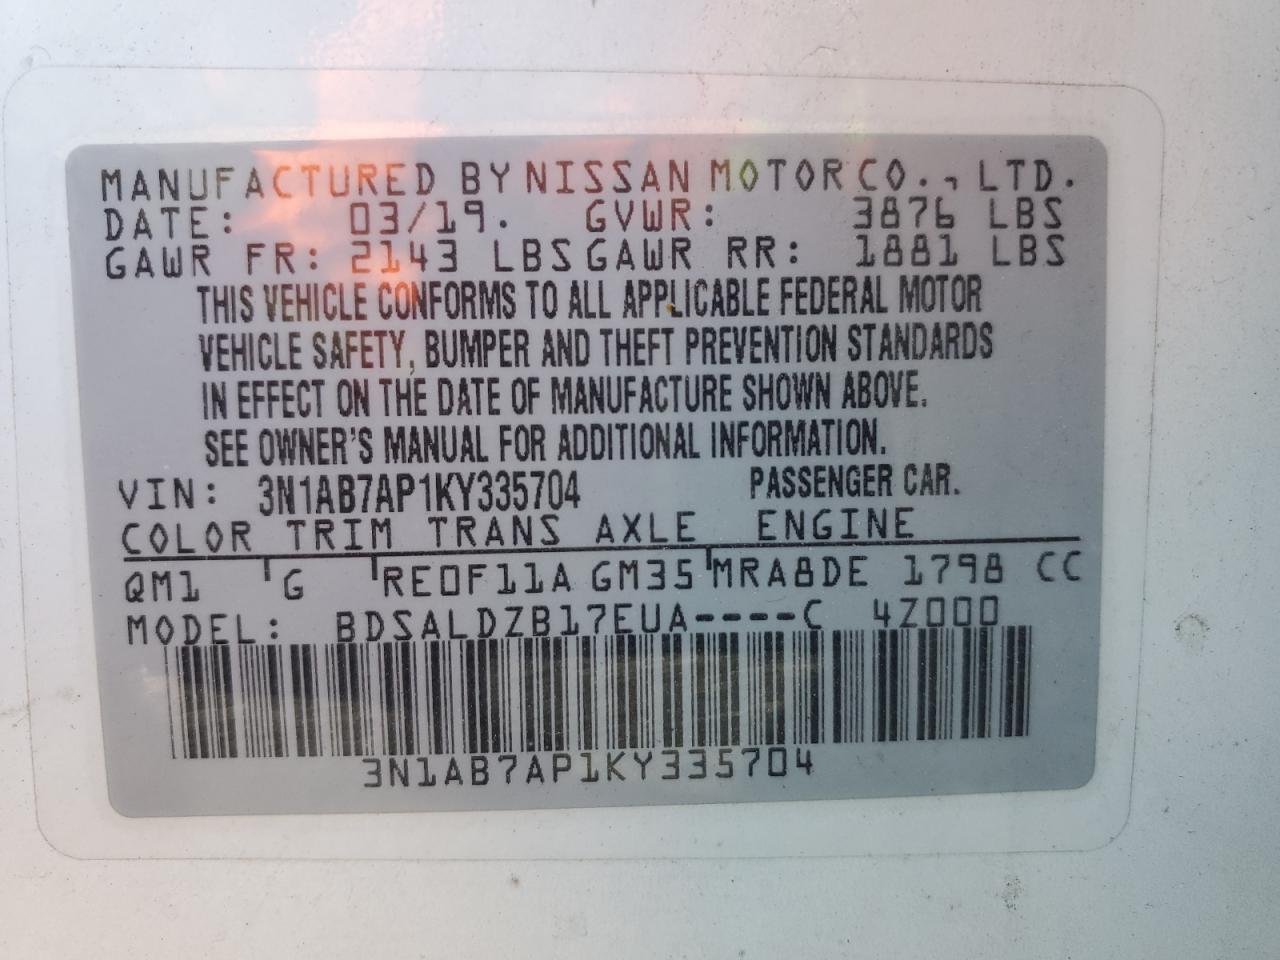 MANUFACTURED BY NISSAN MOTOR CO., LTD.
DATE: 03/19. GVWR: 3876 LBS
GAWR FR: 2143 LBS GAWR RR: 1881 LBS
THIS VEHICLE CONFORMS TO ALL APPLICABLE FEDERAL MOTOR
VEHICLE SAFETY, BUMPER AND THEFT PREVENTION STANDARDS
IN EFFECT ON THE DATE OF MANUFACTURE SHOWN ABOVE.
SEE OWNER'S MANUAL FOR ADDITIONAL INFORMATION.
VIN: 3N1AB7AP1KY335704 PASSENGER CAR.
COLOR TRIM TRANS AXLE ENGINE
QM1 G RE0F11A GM35 MRA8DE 1798 CC
MODEL: BDSALDZB17EUA----C 4Z000
3N1AB7AP1KY335704